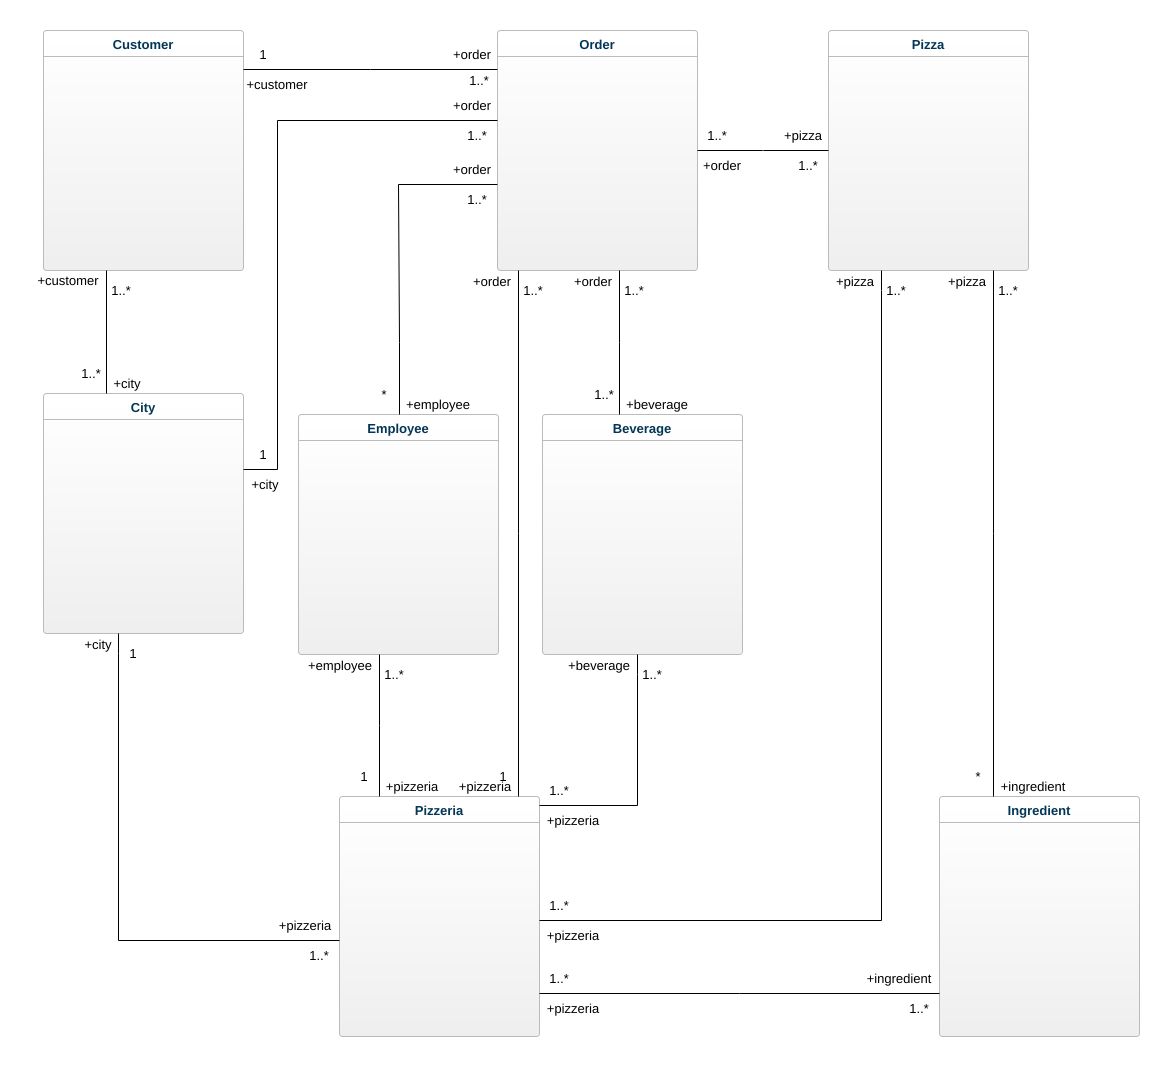 Customer
Order
Pizza
1
+order
+customer
1..*
+order
1..*
1..*
+pizza
+order
1..*
+order
1..*
+customer
1..*
+order
1..*
+order
1..*
+pizza
1..*
+pizza
1..*
1..*
+city
City
*
+employee
1..*
+beverage
Employee
Beverage
1
+city
+city
1
+employee
1..*
+beverage
1..*
1
+pizzeria
1
+pizzeria
1..*
+pizzeria
*
+ingredient
Pizzeria
Ingredient
1..*
+pizzeria
+pizzeria
1..*
1..*
+pizzeria
+ingredient
1..*